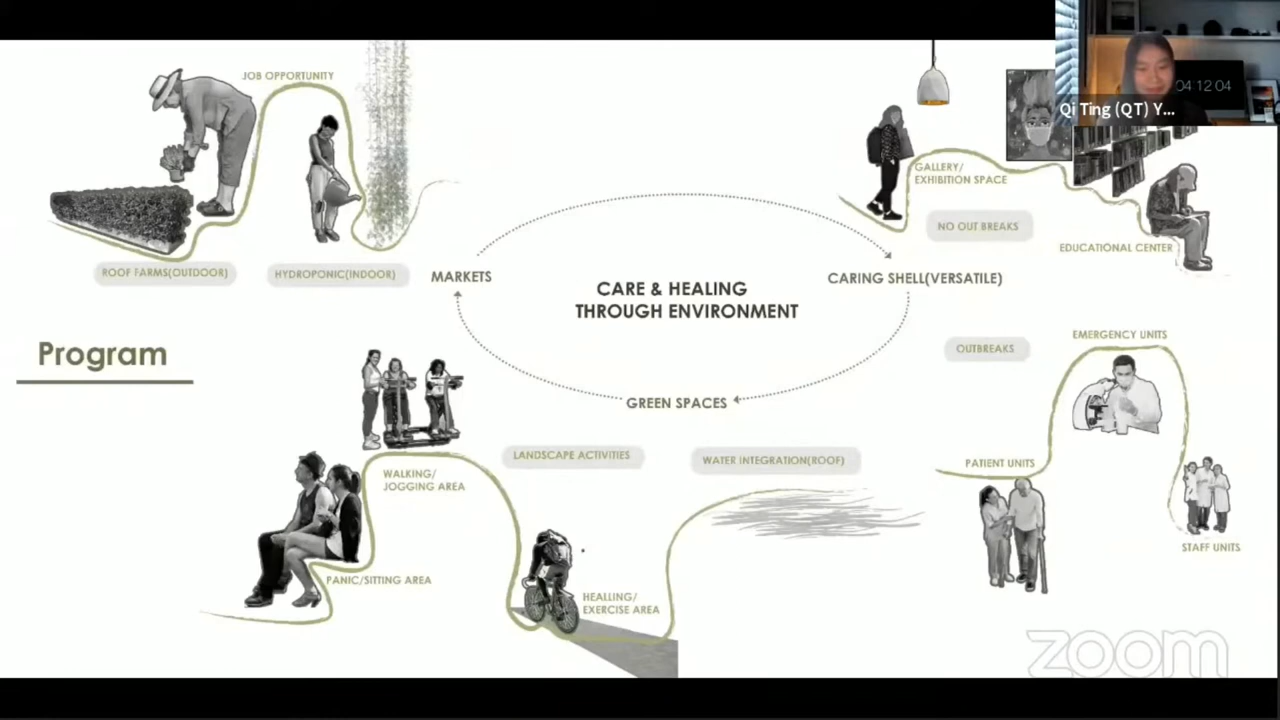 JOB OPPORTUNITY
04 12 04
Qi Ting (QT) Y...
GALLERY/
EXHIBITION SPACE
NO OUT BREAKS
EDUCATIONAL CENTER
ROOF FARMS(OUTDOOR)
HYDROPONIC(INDOOR)
MARKETS
CARING SHELL(VERSATILE)
CARE & HEALING
THROUGH ENVIRONMENT
Program
OUTBREAKS
EMERGENCY UNITS
GREEN SPACES
LANDSCAPE ACTIVITIES
WATER INTEGRATION(ROOF)
WALKING/
JOGGING AREA
PATIENT UNITS
STAFF UNITS
PANIC/SITTING AREA
HEALLING/
EXERCISE AREA
zoom